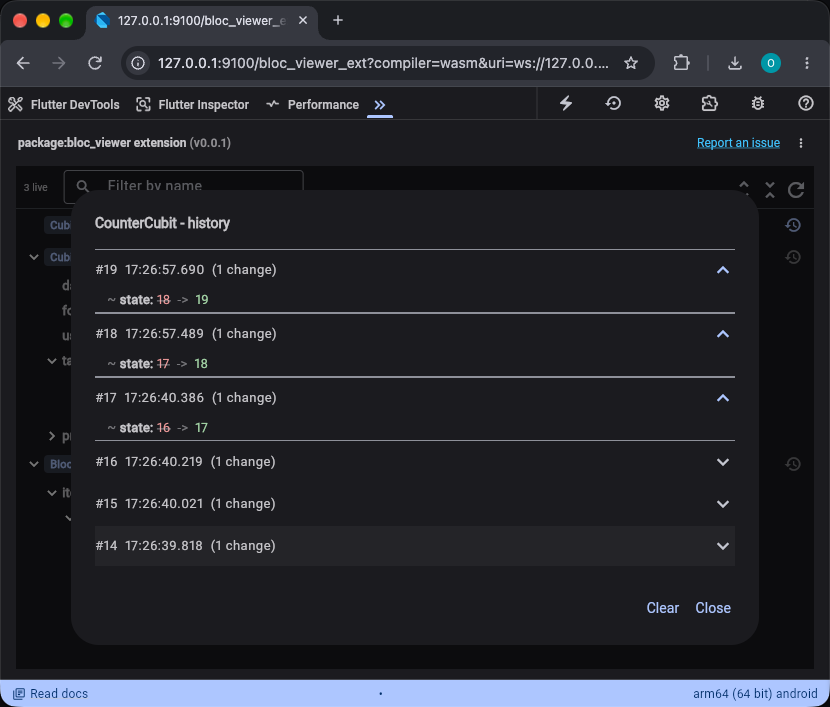 127.0.0.1:9100/bloc_viewer_e
127.0.0.1:9100/bloc_viewer_ext?compiler=wasm&uri=ws://127.0.0.... O
Flutter DevTools Flutter Inspector Performance
package:bloc_viewer extension (v0.0.1) Report an issue
3 live Filter by name
CounterCubit - history
#19 17:26:57.690 (1 change)
~ state: 18 -> 19
#18 17:26:57.489 (1 change)
~ state: 17 -> 18
#17 17:26:40.386 (1 change)
~ state: 16 -> 17
#16 17:26:40.219 (1 change)
#15 17:26:40.021 (1 change)
#14 17:26:39.818 (1 change)
Clear Close
Read docs • arm64 (64 bit) android